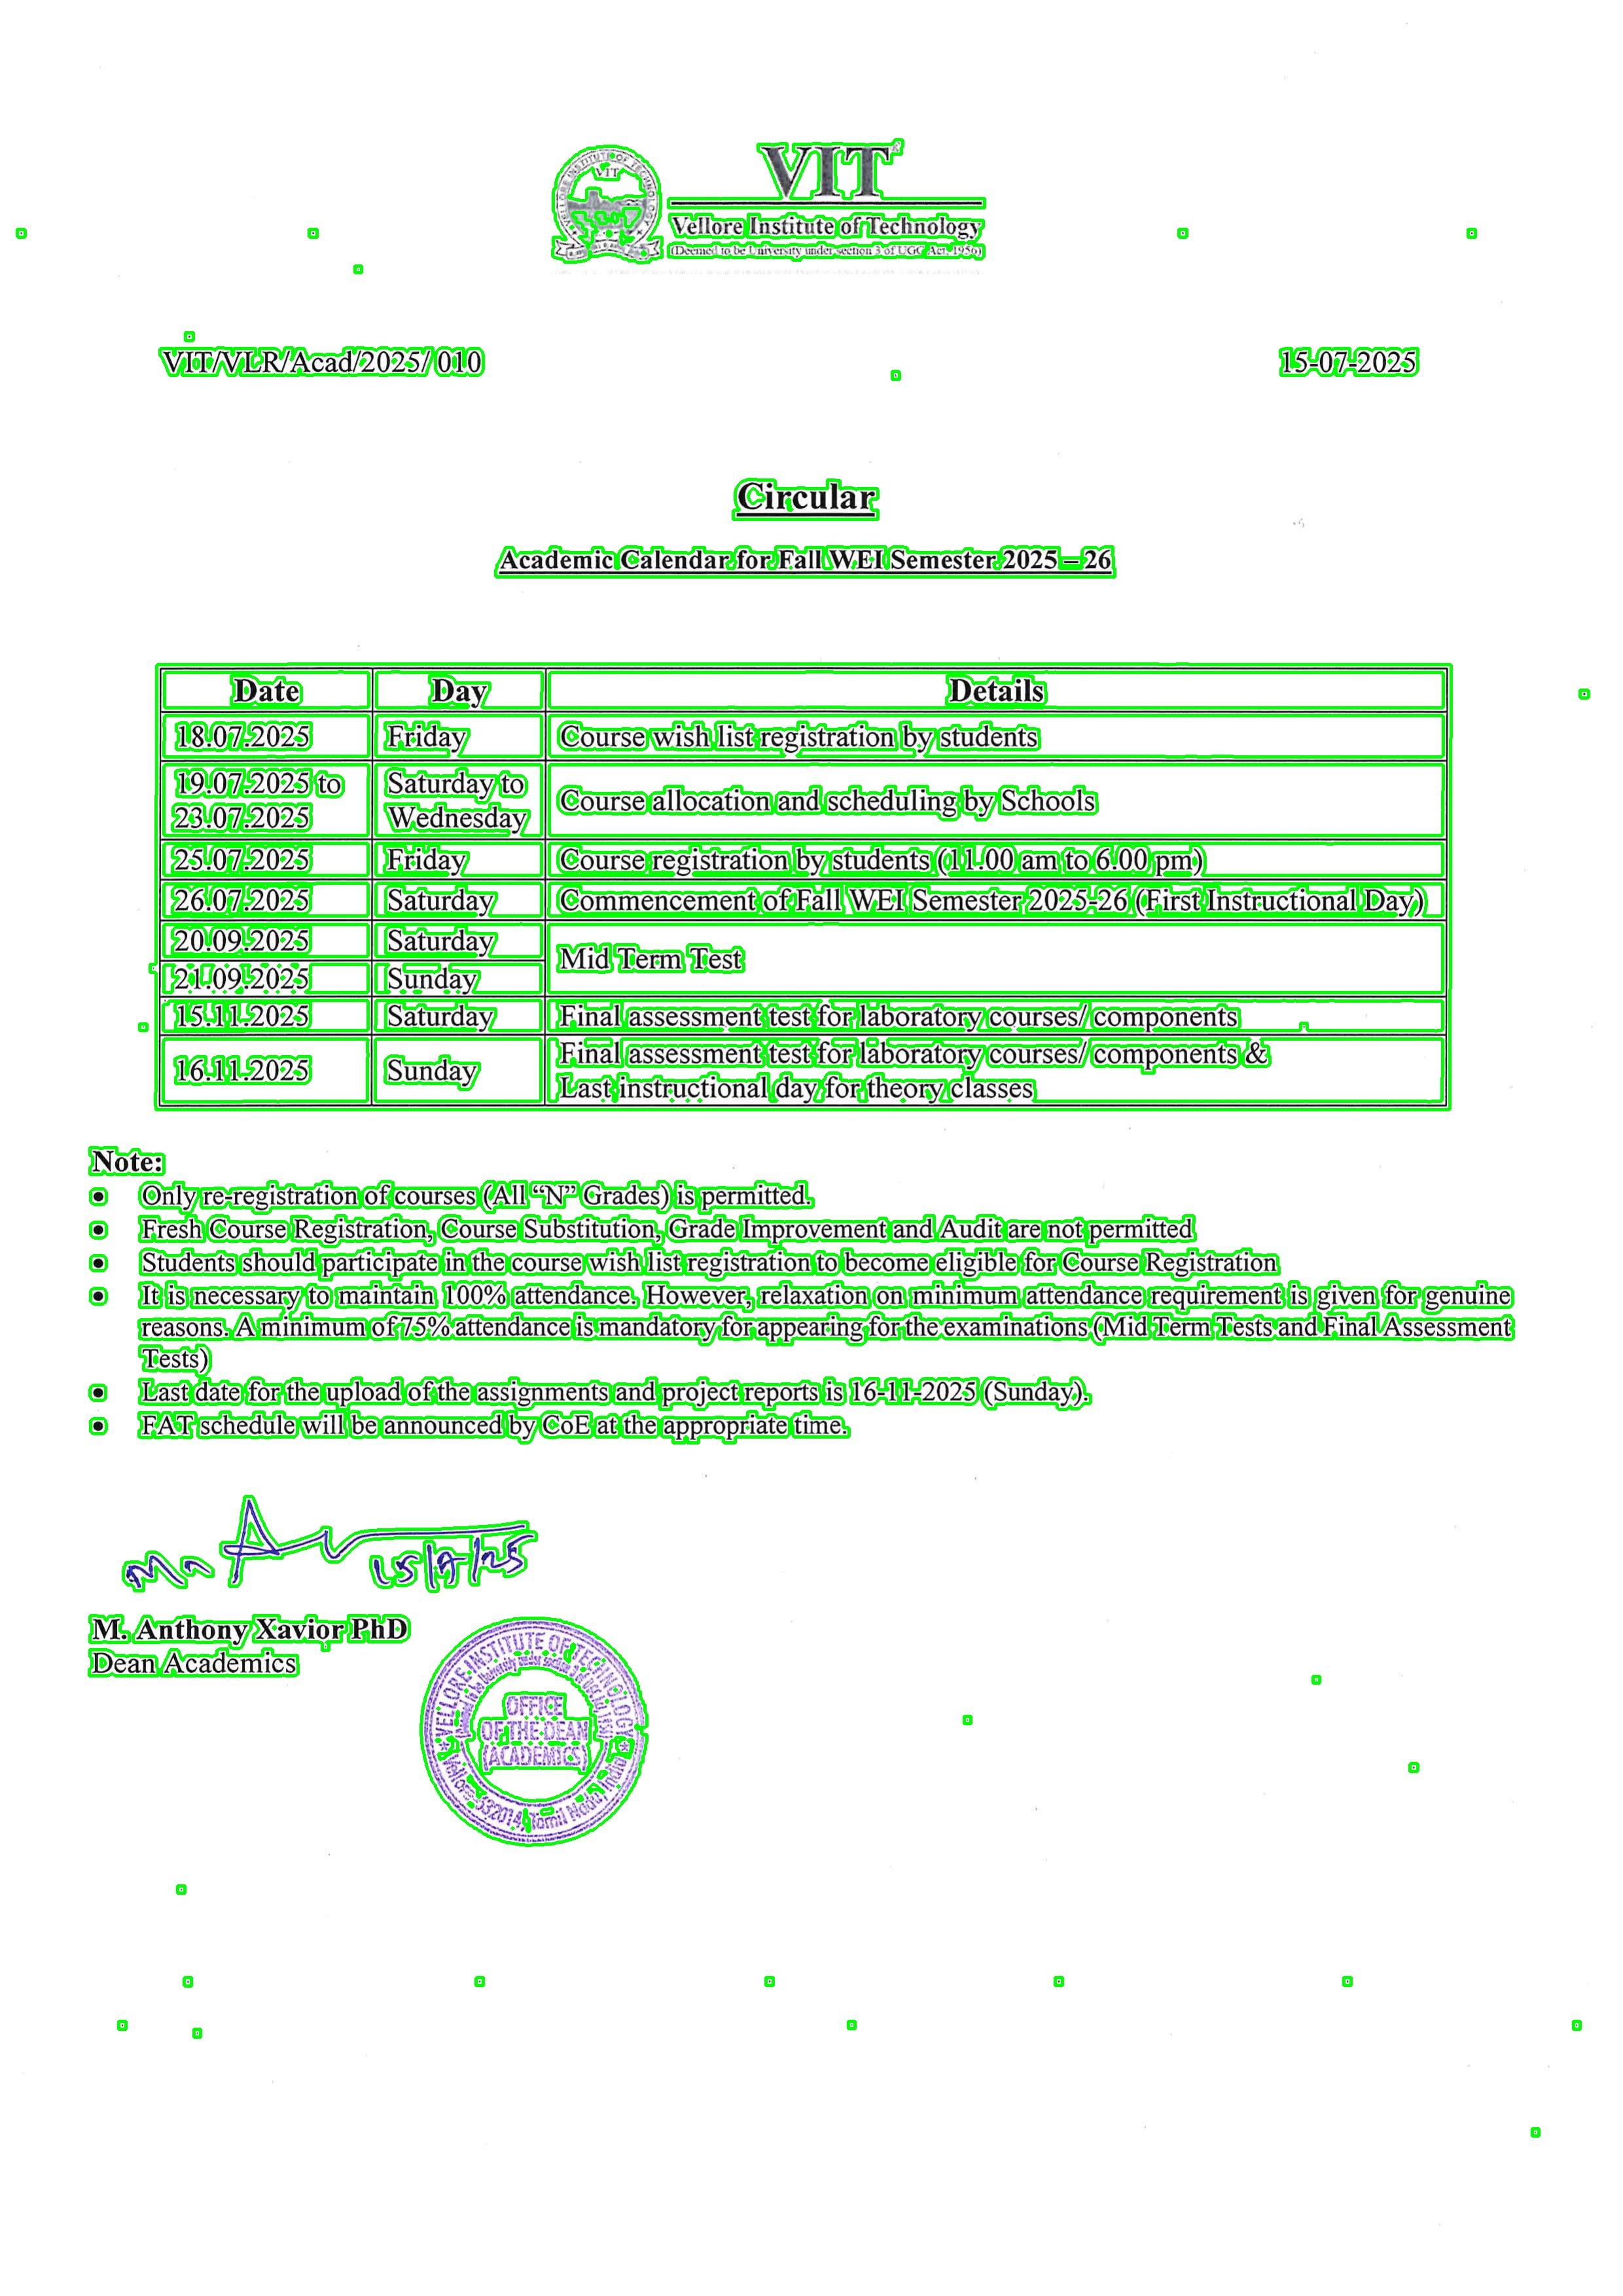 VIT
VELLORE INSTITUTE OF TECHNOLOGY
VIT
Vellore Institute of Technology
(Deemed to be University under section 3 of UGC Act, 1956)
VIT/VLR/Acad/2025/ 010 15-07-2025
Circular
Academic Calendar for Fall WEI Semester 2025 – 26
Date Day Details
18.07.2025 Friday Course wish list registration by students
19.07.2025 to Saturday to
23.07.2025 Wednesday Course allocation and scheduling by Schools
25.07.2025 Friday Course registration by students (11.00 am to 6.00 pm)
26.07.2025 Saturday Commencement of Fall WEI Semester 2025-26 (First Instructional Day)
20.09.2025 Saturday Mid Term Test
21.09.2025 Sunday
15.11.2025 Saturday Final assessment test for laboratory courses/ components
16.11.2025 Sunday Final assessment test for laboratory courses/ components &
Last instructional day for theory classes
Note:
• Only re-registration of courses (All “N” Grades) is permitted.
• Fresh Course Registration, Course Substitution, Grade Improvement and Audit are not permitted
• Students should participate in the course wish list registration to become eligible for Course Registration
• It is necessary to maintain 100% attendance. However, relaxation on minimum attendance requirement is given for genuine
reasons. A minimum of 75% attendance is mandatory for appearing for the examinations (Mid Term Tests and Final Assessment
Tests)
• Last date for the upload of the assignments and project reports is 16-11-2025 (Sunday).
• FAT schedule will be announced by CoE at the appropriate time.
15/7/25
M. Anthony Xavior PhD
Dean Academics
VELLORE INSTITUTE OF TECHNOLOGY
OFFICE
OF THE DEAN
(ACADEMICS)
Vellore-632014, Tamil Nadu, India